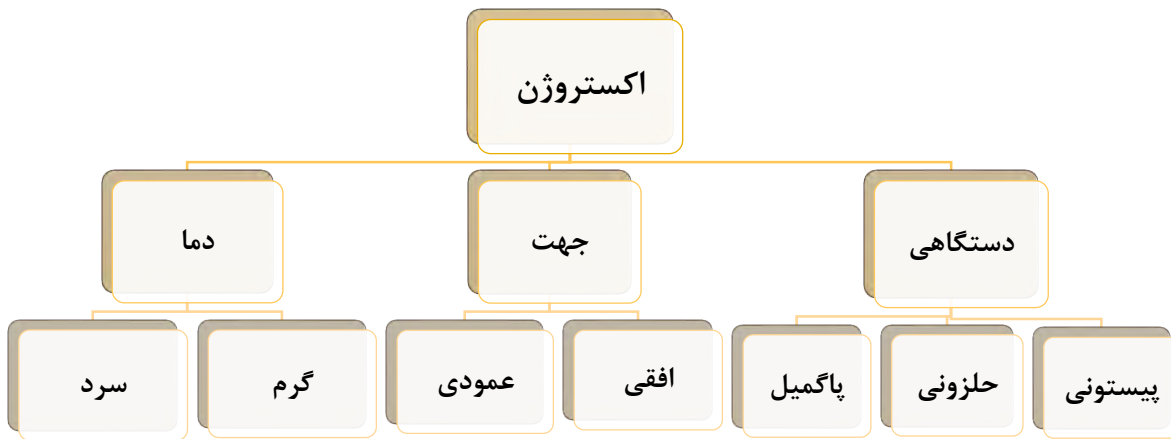 اکستروژن
دستگاهی
جهت
دما
پیستونی
حلزونی
پاگمیل
افقی
عمودی
گرم
سرد